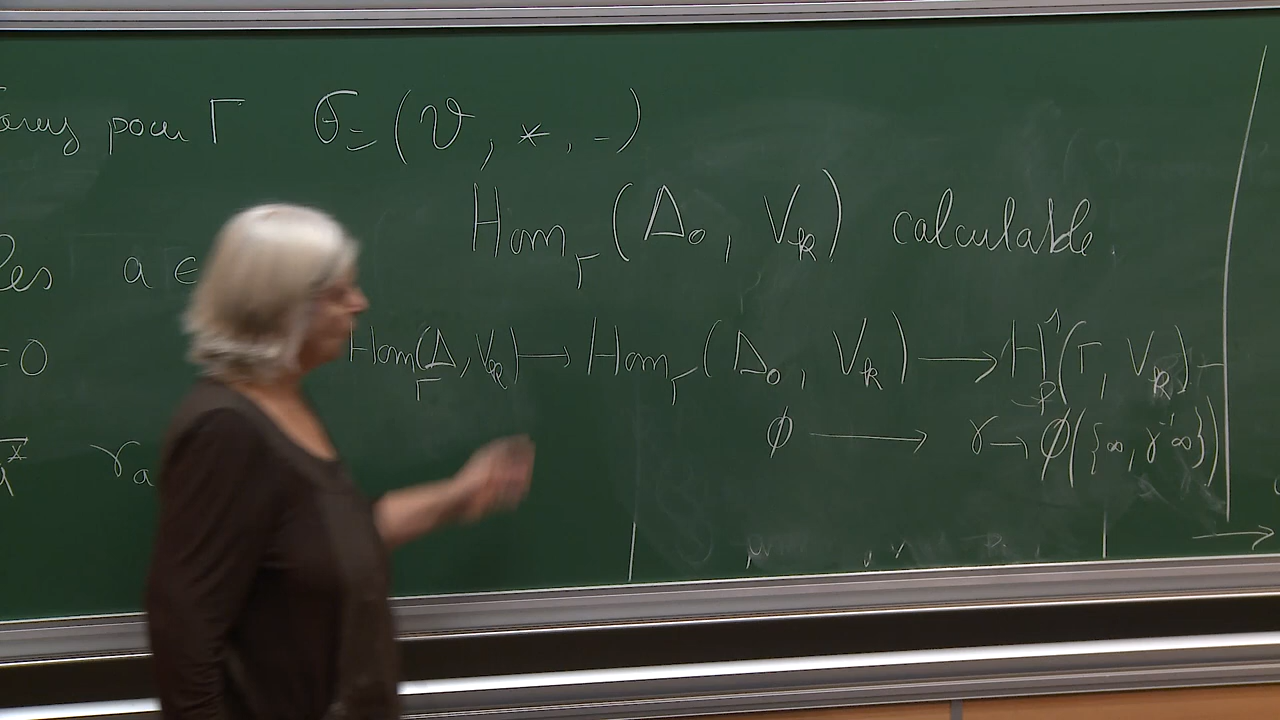 pour Γ 𝔊 = (𝒱, *, -)
Hom_Γ(Δ₀, V_k) calculable.
les a ∈
=0 Hom_Γ(Δ, V_k) → Hom_Γ(Δ₀, V_k) → H¹_P(Γ, V_k) -
γ_a φ → γ → φ({∞, γ⁻¹∞})
→